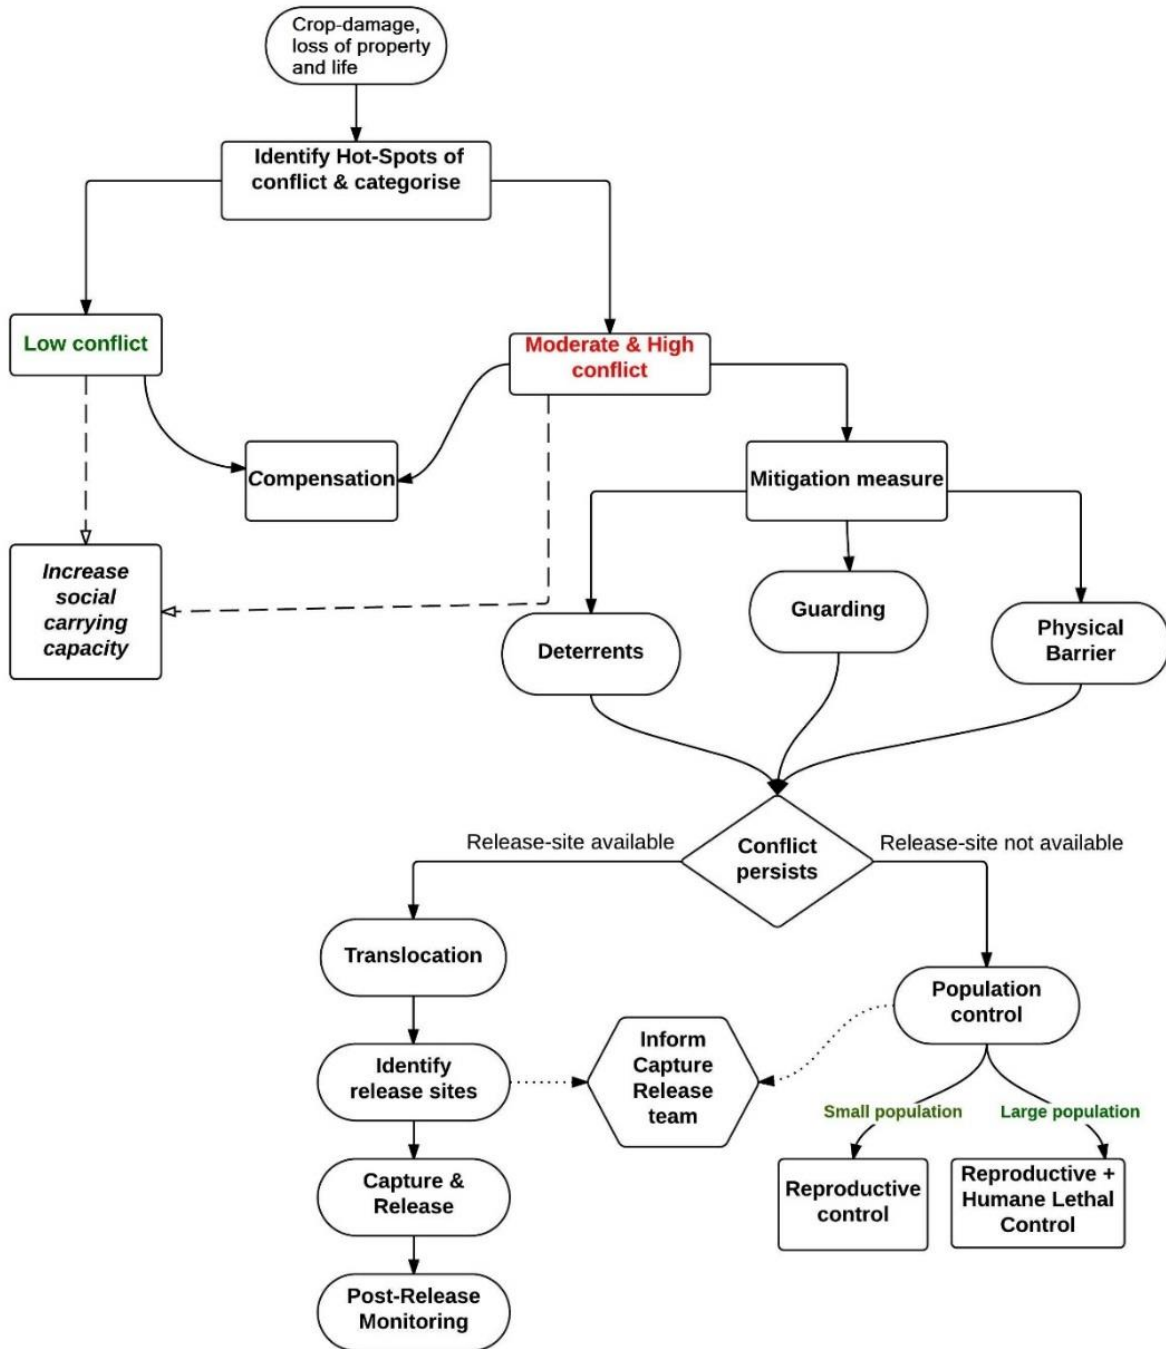 Crop-damage,
loss of property
and life
Identify Hot-Spots of
conflict & categorise
Low conflict
Moderate & High
conflict
Compensation
Mitigation measure
Increase
social
carrying
capacity
Deterrents
Guarding
Physical
Barrier
Release-site available
Conflict
persists
Release-site not available
Translocation
Population
control
Identify
release sites
Inform
Capture
Release
team
Small population
Large population
Capture &
Release
Reproductive
control
Reproductive +
Humane Lethal
Control
Post-Release
Monitoring